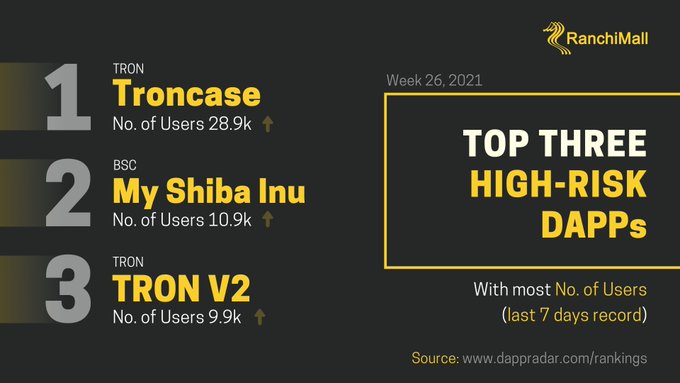 RanchiMall
Week 26, 2021
TOP THREE
HIGH-RISK
DAPPs
With most No. of Users
(last 7 days record)
1
TRON
Troncase
No. of Users 28.9k
2
BSC
My Shiba Inu
No. of Users 10.9k
3
TRON
TRON V2
No. of Users 9.9k
Source: www.dappradar.com/rankings